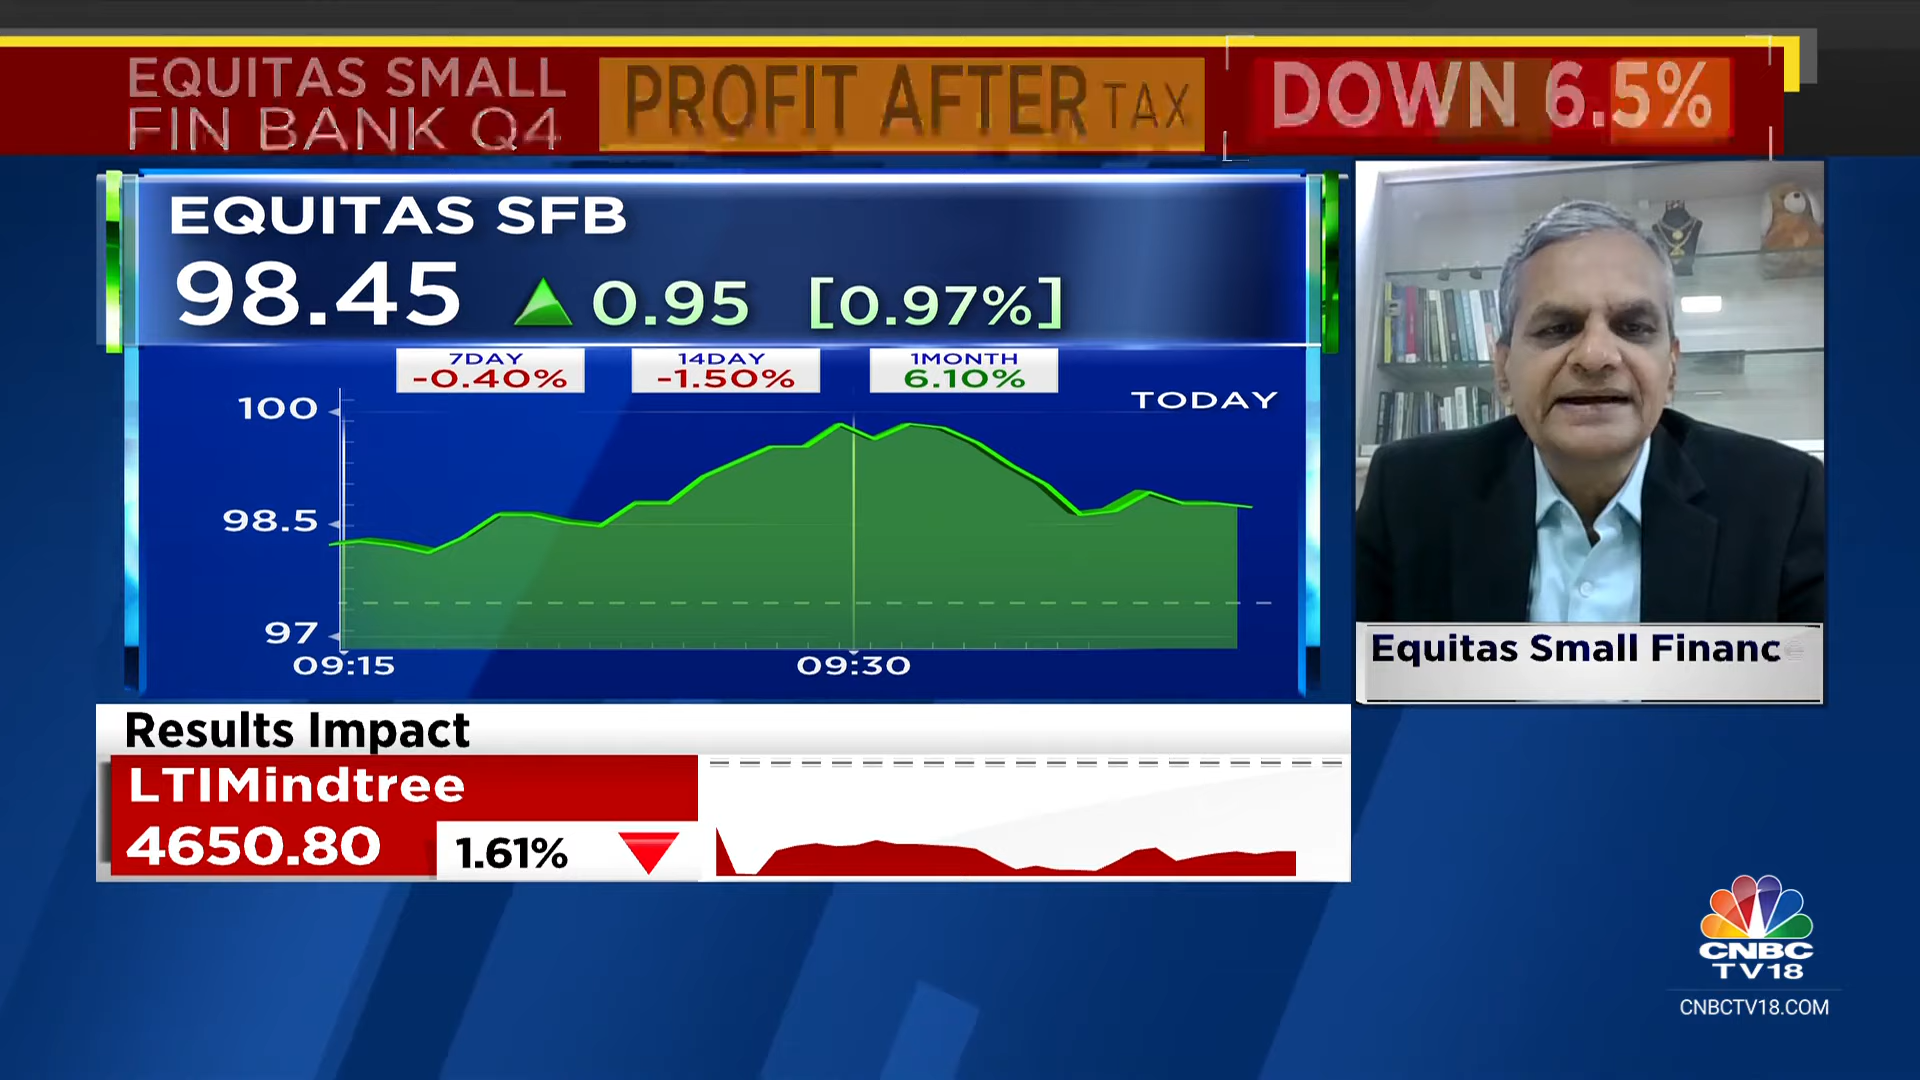 EQUITAS SMALL
FIN BANK Q4
PROFIT AFTER TAX
DOWN 6.5%
EQUITAS SFB
98.45 ▲ 0.95 [0.97%]
7DAY
-0.40%
14DAY
-1.50%
1MONTH
6.10%
TODAY
100
98.5
97
09:15
09:30
Equitas Small Financ
Results Impact
LTIMindtree
4650.80
1.61% ▼
CNBC
TV18
CNBCTV18.COM